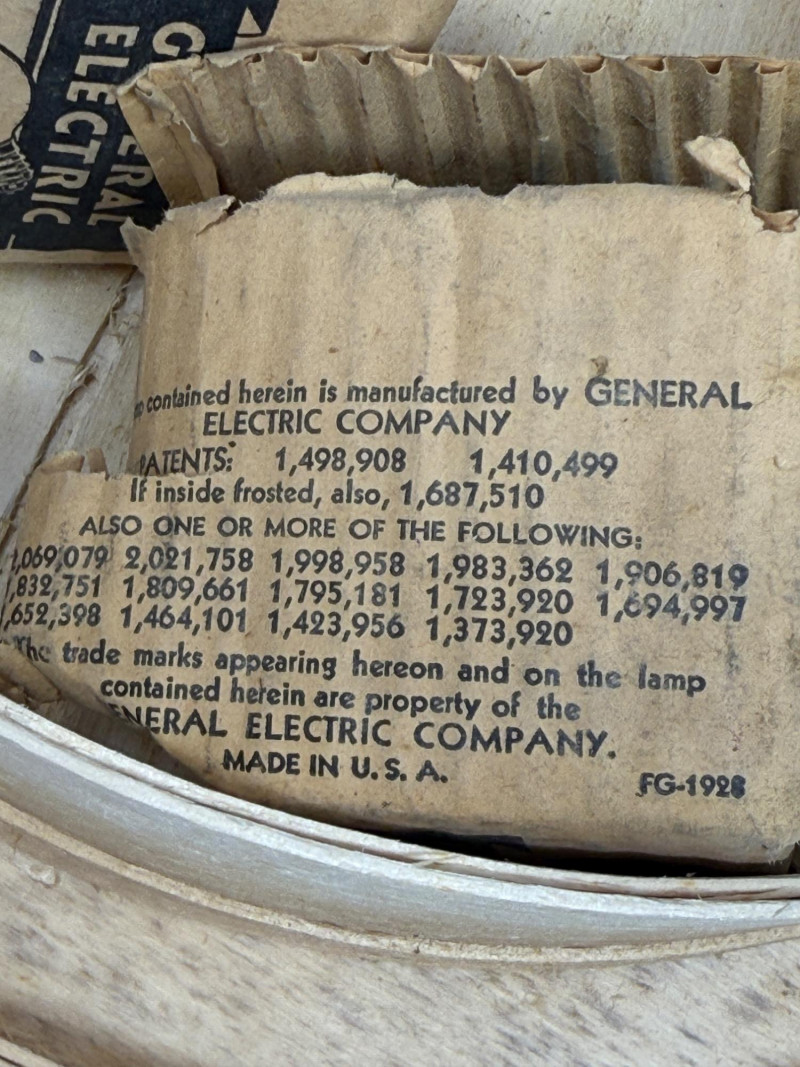 GENERAL
ELECTRIC
contained herein is manufactured by GENERAL
ELECTRIC COMPANY
PATENTS: 1,498,908 1,410,499
If inside frosted, also, 1,687,510
ALSO ONE OR MORE OF THE FOLLOWING:
,069,079 2,021,758 1,998,958 1,983,362 1,906,819
,832,751 1,809,661 1,795,181 1,723,920 1,694,997
,652,398 1,464,101 1,423,956 1,373,920
The trade marks appearing hereon and on the lamp
contained herein are property of the
GENERAL ELECTRIC COMPANY.
MADE IN U. S. A.
FG-1928